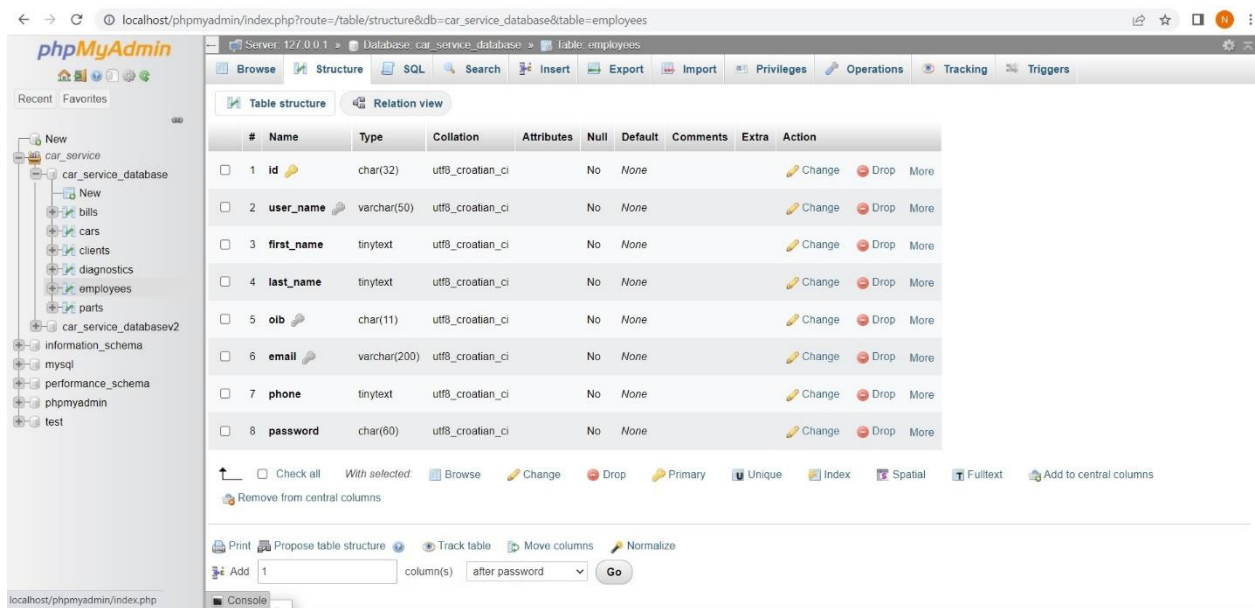 localhost/phpmyadmin/index.php?route=/table/structure&db=car_service_database&table=employees
N
phpMyAdmin
Recent Favorites
New
car_service
car_service_database
New
bills
cars
clients
diagnostics
employees
parts
car_service_databasev2
information_schema
mysql
performance_schema
phpmyadmin
test
Server: 127.0.0.1 » Database: car_service_database » Table: employees
Browse Structure SQL Search Insert Export Import Privileges Operations Tracking Triggers
Table structure Relation view
# Name Type Collation Attributes Null Default Comments Extra Action
1 id char(32) utf8_croatian_ci No None Change Drop More
2 user_name varchar(50) utf8_croatian_ci No None Change Drop More
3 first_name tinytext utf8_croatian_ci No None Change Drop More
4 last_name tinytext utf8_croatian_ci No None Change Drop More
5 oib char(11) utf8_croatian_ci No None Change Drop More
6 email varchar(200) utf8_croatian_ci No None Change Drop More
7 phone tinytext utf8_croatian_ci No None Change Drop More
8 password char(60) utf8_croatian_ci No None Change Drop More
Check all With selected: Browse Change Drop Primary Unique Index Spatial Fulltext Add to central columns
Remove from central columns
Print Propose table structure Track table Move columns Normalize
Add 1 column(s) after password Go
Console
localhost/phpmyadmin/index.php